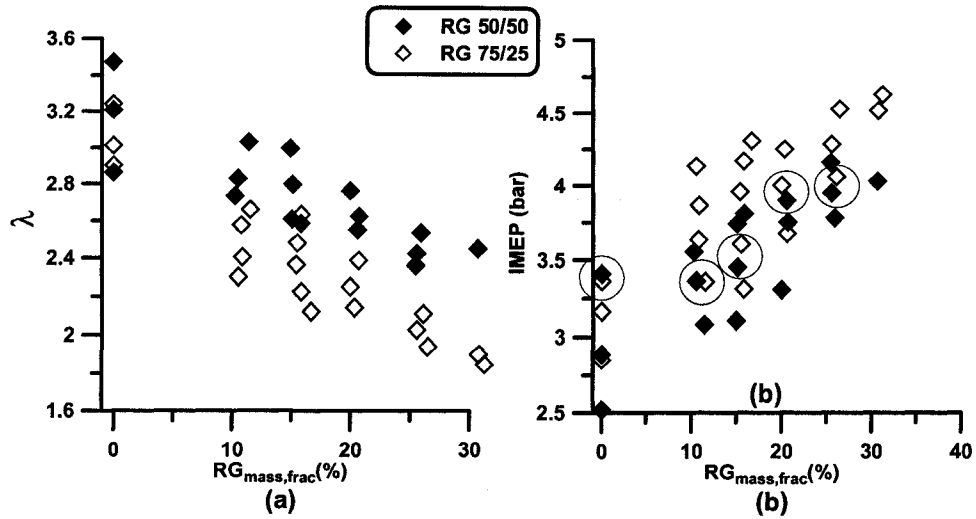 RG 50/50
RG 75/25
3.6
3.2
2.8
2.4
2
1.6
λ
0 10 20 30
RGmass,frac(%)
(a)
5
4.5
4
3.5
3
2.5
IMEP (bar)
(b)
0 10 20 30 40
RGmass,frac(%)
(b)